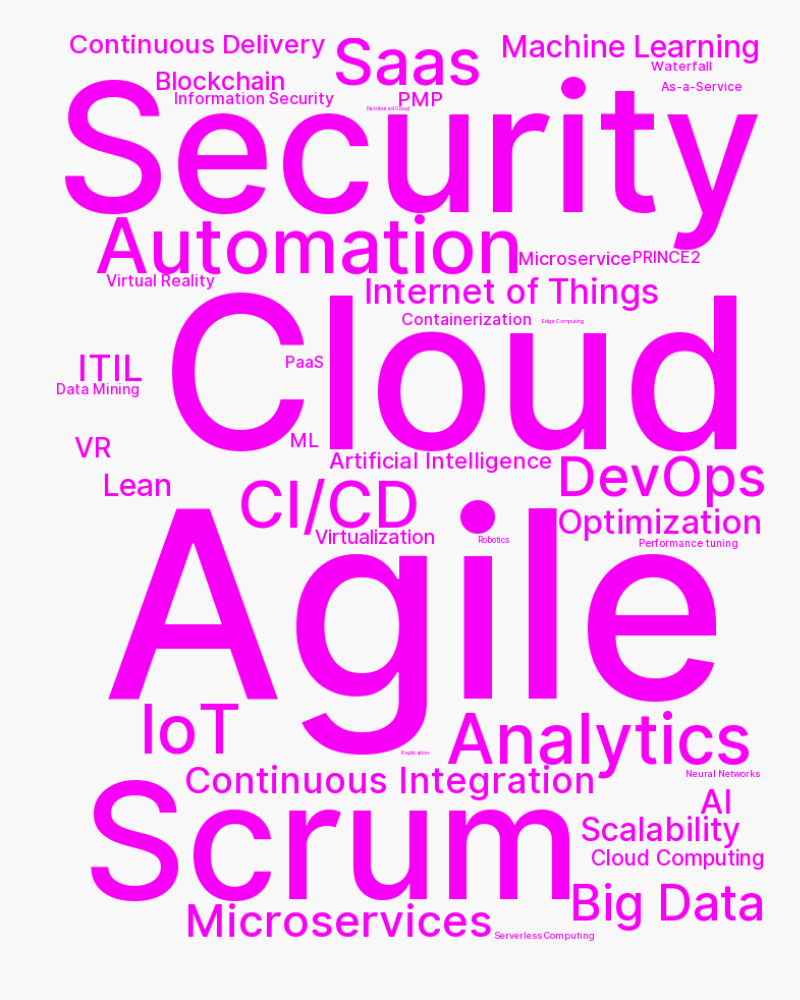 Continuous Delivery
Saas
Machine Learning
Waterfall
Blockchain
As-a-Service
Information Security
PMP
Distributed Cloud
Security
Automation
Microservice
PRINCE2
Virtual Reality
Internet of Things
Containerization
Edge Computing
Cloud
ITIL
PaaS
Data Mining
VR
ML
Artificial Intelligence
DevOps
Lean
CI/CD
Optimization
Virtualization
Robotics
Performance tuning
Agile
IoT
Analytics
Replication
Neural Networks
Continuous Integration
AI
Scrum
Scalability
Cloud Computing
Big Data
Microservices
Serverless Computing